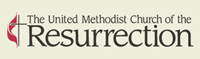 The United Methodist Church of the
Resurrection